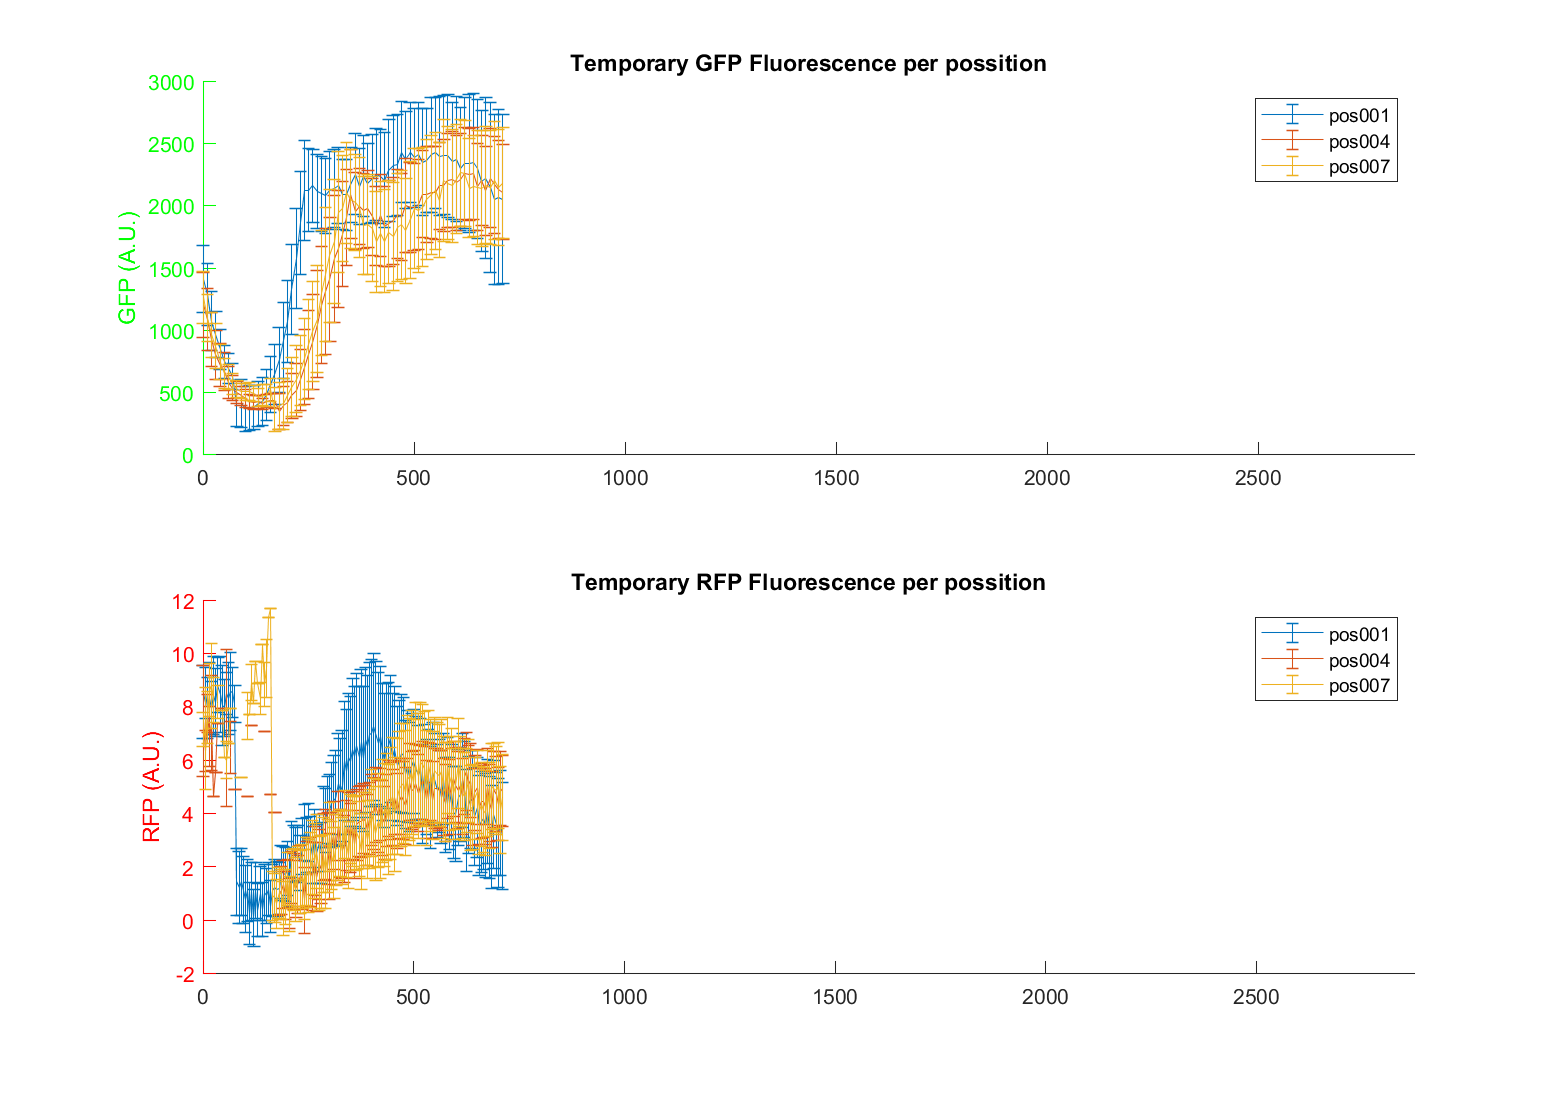 Temporary GFP Fluorescence per possition
3000
2500
2000
1500
1000
500
0
GFP (A.U.)
pos001
pos004
pos007
0 500 1000 1500 2000 2500
Temporary RFP Fluorescence per possition
12
10
8
6
4
2
0
-2
RFP (A.U.)
pos001
pos004
pos007
0 500 1000 1500 2000 2500